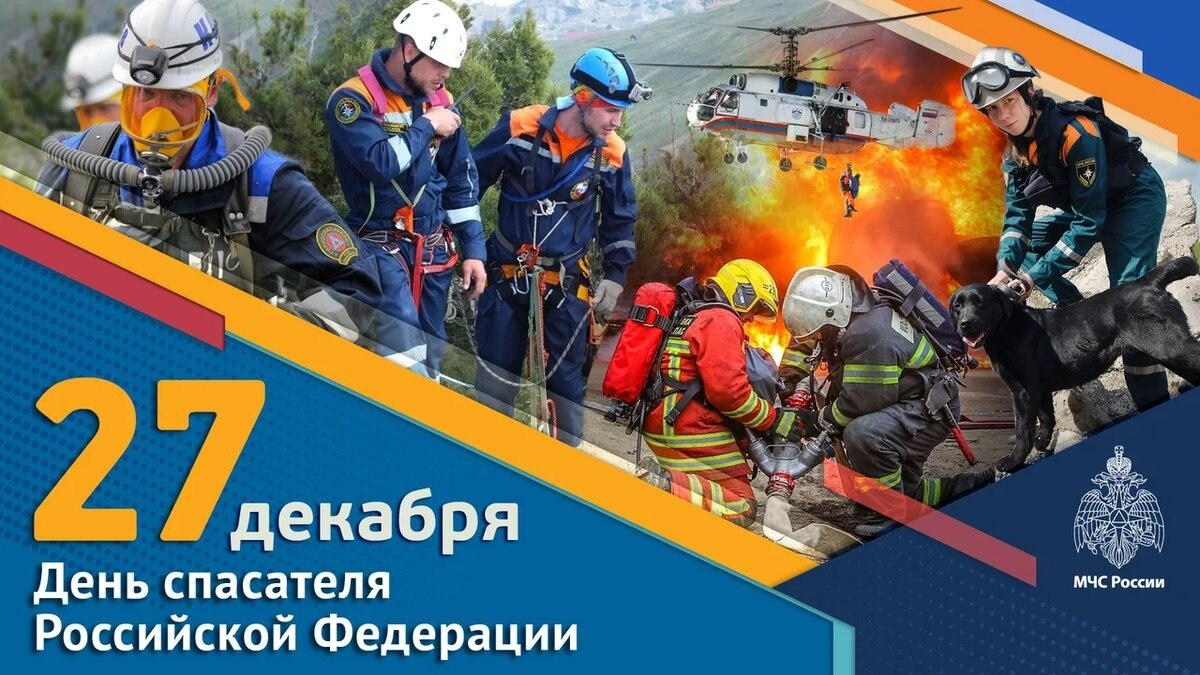 27
декабря
День спасателя
Российской Федерации
МЧС России